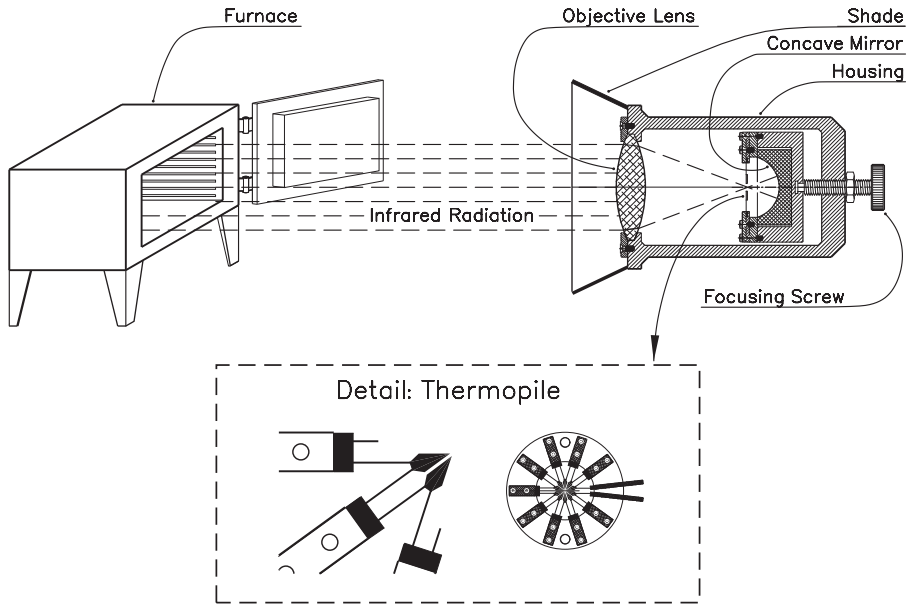 Furnace
Objective Lens
Shade
Concave Mirror
Housing
Infrared Radiation
Focusing Screw
Detail: Thermopile